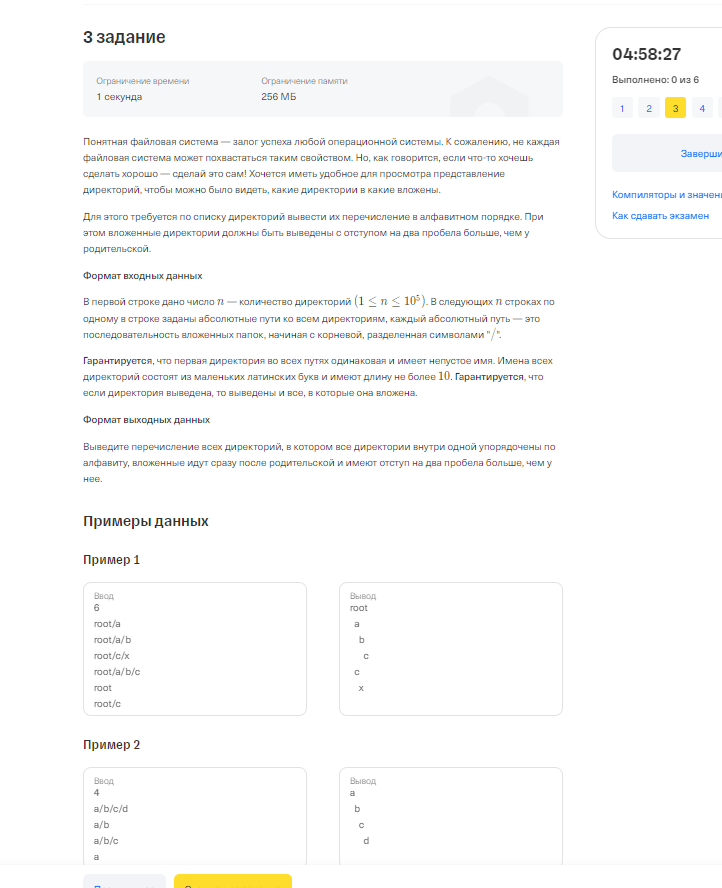 3 задание
Ограничение времени
1 секунда
Ограничение памяти
256 МБ
Понятная файловая система — залог успеха любой операционной системы. К сожалению, не каждая
файловая система может похвастаться таким свойством. Но, как говорится, если что-то хочешь
сделать хорошо — сделай это сам! Хочется иметь удобное для просмотра представление
директорий, чтобы можно было видеть, какие директории в какие вложены.
Для этого требуется по списку директорий вывести их перечисление в алфавитном порядке. При
этом вложенные директории должны быть выведены с отступом на два пробела больше, чем у
родительской.
Формат входных данных
В первой строке дано число n — количество директорий (1 ≤ n ≤ 10⁵). В следующих n строках по
одному в строке заданы абсолютные пути ко всем директориям, каждый абсолютный путь — это
последовательность вложенных папок, начиная с корневой, разделенная символами "/".
Гарантируется, что первая директория во всех путях одинаковая и имеет непустое имя. Имена всех
директорий состоят из маленьких латинских букв и имеют длину не более 10. Гарантируется, что
если директория выведена, то выведены и все, в которые она вложена.
Формат выходных данных
Выведите перечисление всех директорий, в котором все директории внутри одной упорядочены по
алфавиту, вложенные идут сразу после родительской и имеют отступ на два пробела больше, чем у
нее.
Примеры данных
Пример 1
Ввод
6
root/a
root/a/b
root/c/x
root/a/b/c
root
root/c
Вывод
root
  a
    b
      c
  c
    x
Пример 2
Ввод
4
a/b/c/d
a/b
a/b/c
a
Вывод
a
  b
    c
      d
04:58:27
Выполнено: 0 из 6
1 2 3 4
Компиляторы и
Как сдавать экзамен